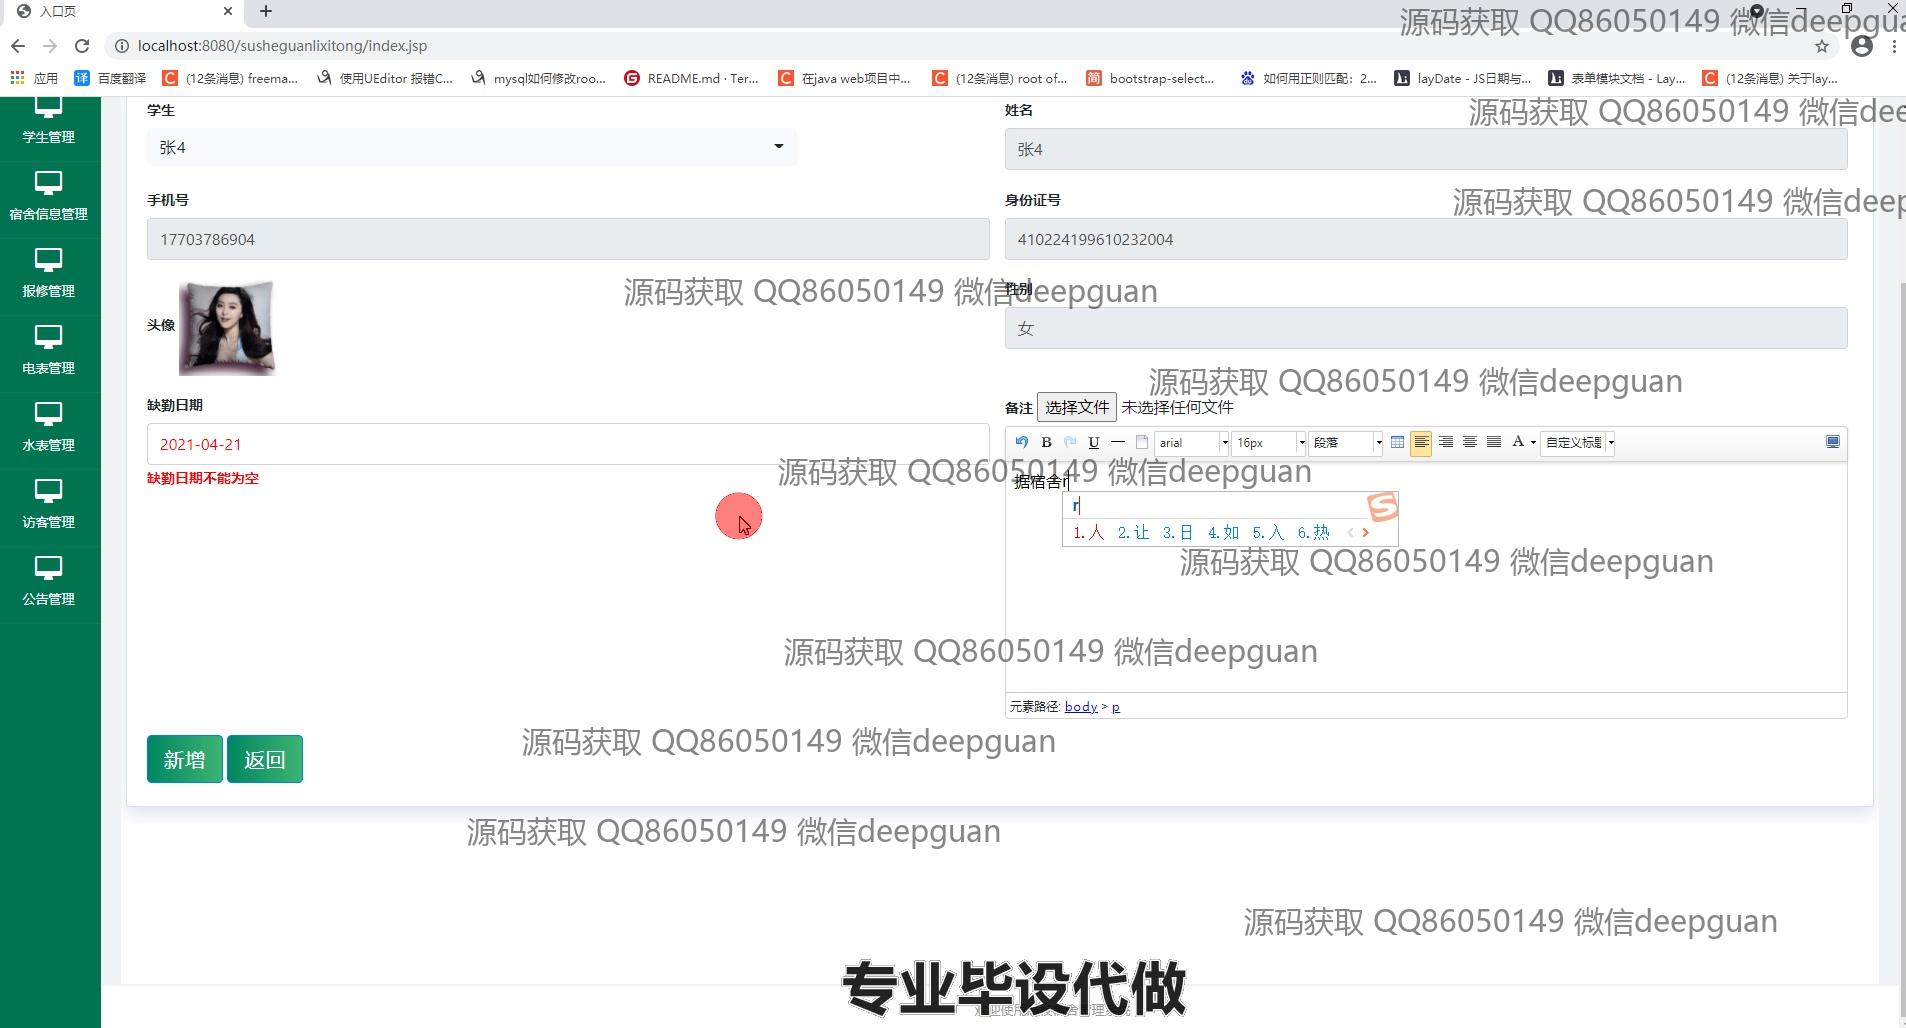 入口页
源码获取 QQ86050149 微信deepgua
localhost:8080/susheguanlixitong/index.jsp
应用 百度翻译 (12条消息) freema... 使用UEditor 报错C... mysql如何修改roo... README.md · Ter... 在java web项目中... (12条消息) root of... bootstrap-select... 如何用正则匹配：2... layDate - JS日期与... 表单模块文档 - Lay... (12条消息) 关于lay...
学生 姓名
源码获取 QQ86050149 微信dee
学生管理
张4 张4
手机号 身份证号
源码获取 QQ86050149 微信deep
宿舍信息管理
17703786904 410224199610232004
报修管理
源码获取 QQ86050149 微信deepguan
性别
头像 女
电表管理
源码获取 QQ86050149 微信deepguan
缺勤日期 备注 选择文件 未选择任何文件
水表管理
2021-04-21 B U arial 16px 段落 A 自定义标题
源码获取 QQ86050149 微信deepguan
缺勤日期不能为空 据宿舍r
r
访客管理
1.人 2.让 3.日 4.如 5.入 6.热
源码获取 QQ86050149 微信deepguan
公告管理
源码获取 QQ86050149 微信deepguan
元素路径: body > p
源码获取 QQ86050149 微信deepguan
新增 返回
源码获取 QQ86050149 微信deepguan
源码获取 QQ86050149 微信deepguan
专业毕设代做